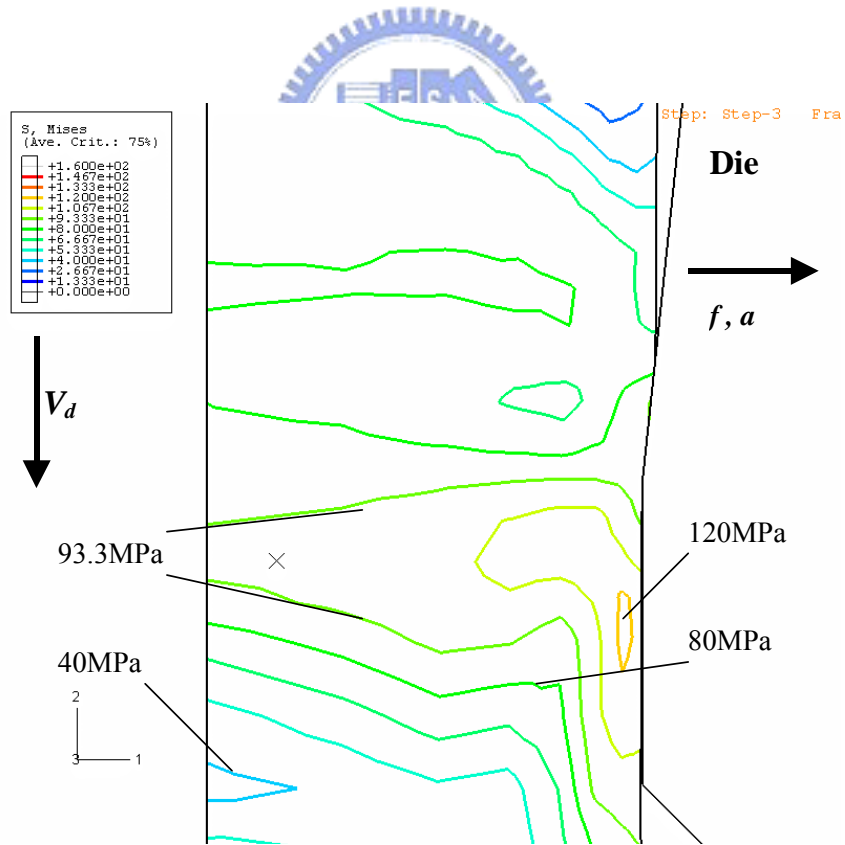 Step: Step-3 Fra
S, Mises
(Ave. Crit.: 75%)
+1.600e+02
+1.467e+02
+1.333e+02
+1.200e+02
+1.067e+02
+9.333e+01
+8.000e+01
+6.667e+01
+5.333e+01
+4.000e+01
+2.667e+01
+1.333e+01
+0.000e+00
Die
f, a
Vd
93.3MPa
120MPa
80MPa
40MPa
2
3 1